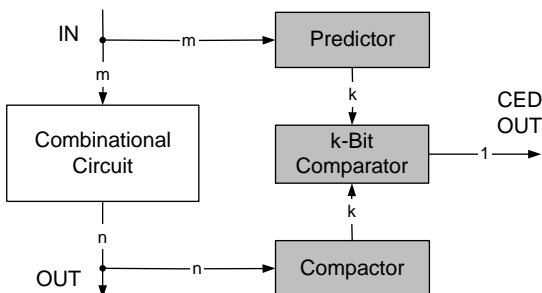 IN
m
Predictor
m
k
CED
OUT
Combinational
Circuit
k-Bit
Comparator
1
k
n
OUT
n
Compactor